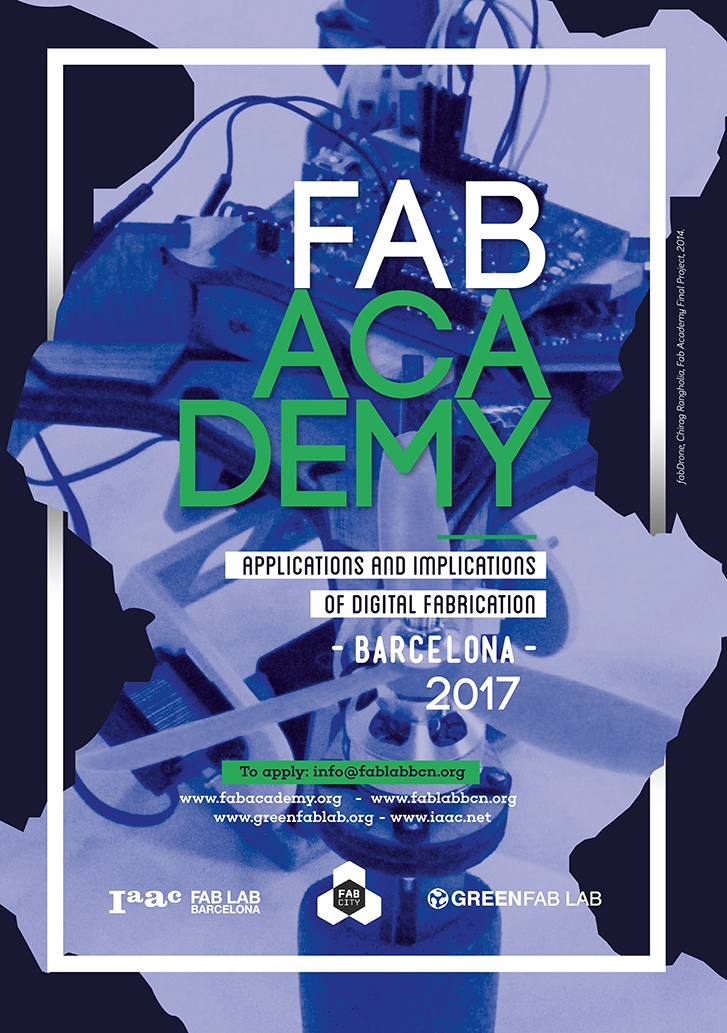 FAB
ACA
DEMY
APPLICATIONS AND IMPLICATIONS
OF DIGITAL FABRICATION
- BARCELONA -
2017
To apply: info@fablabbcn.org
www.fabacademy.org - www.fablabbcn.org
www.greenfablab.org - www.iaac.net
Iaac FAB LAB
BARCELONA
FAB
CITY
GREENFAB LAB
fabDrone, Chirag Rangholia, Fab Academy Final Project, 2014.